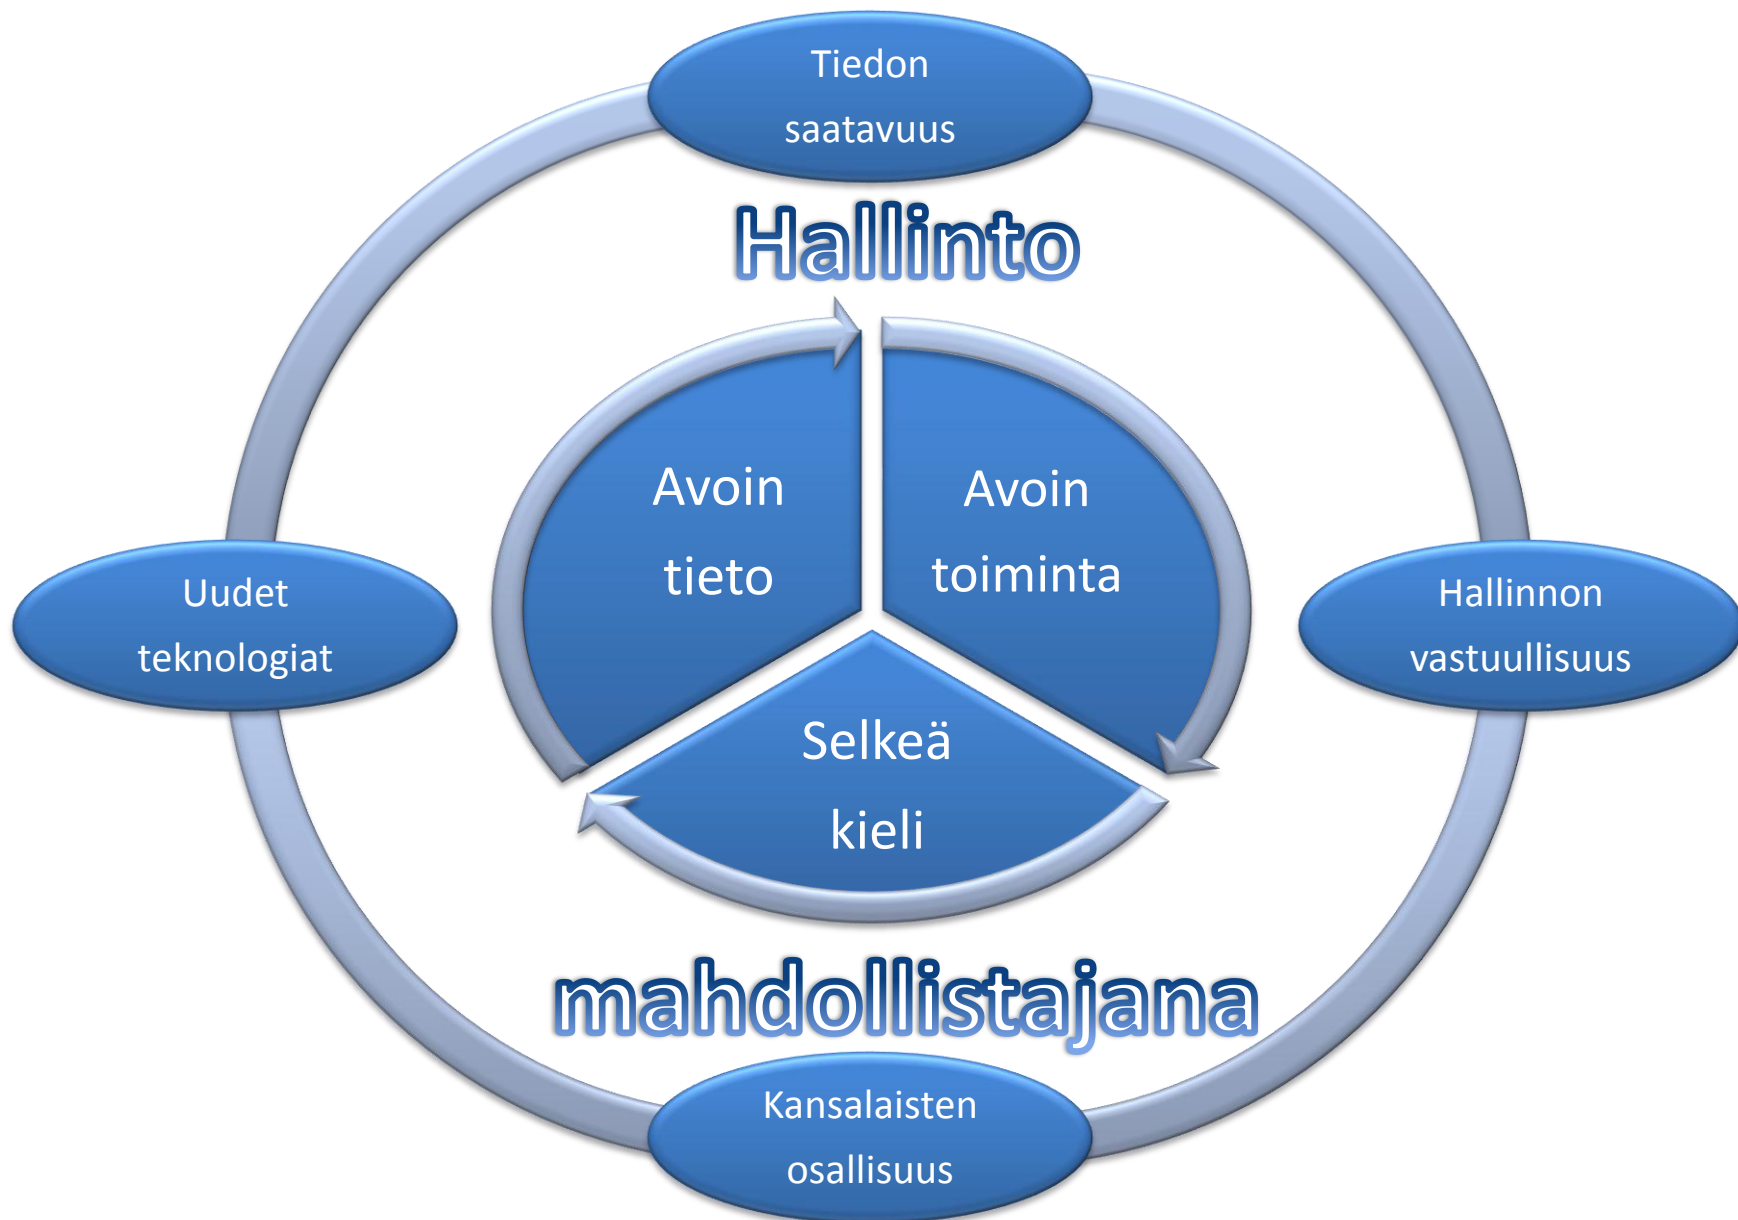 Tiedon
saatavuus
Hallinto
Avoin
tieto
Avoin
toiminta
Uudet
teknologiat
Hallinnon
vastuullisuus
Selkeä
kieli
mahdollistajana
Kansalaisten
osallisuus